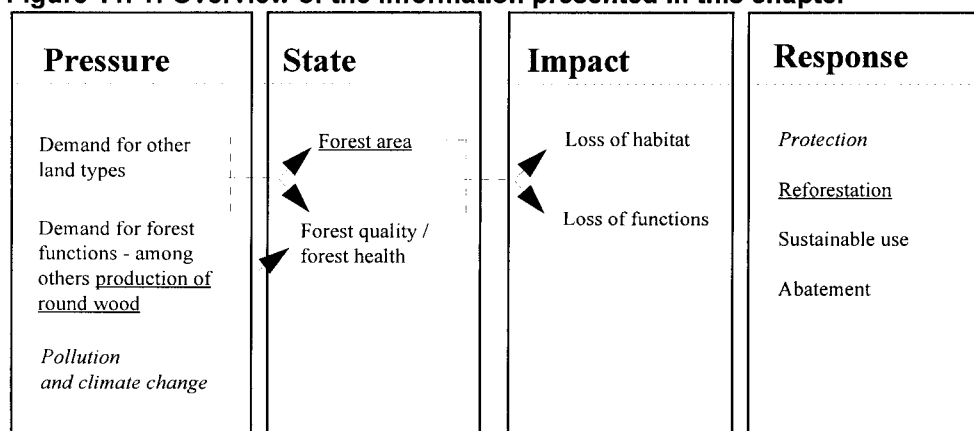 Figure 11. 1. Overview of the information presented in this chapter
Pressure
Demand for other
land types
Demand for forest
functions - among
others production of
round wood
Pollution
and climate change
State
Forest area
Forest quality /
forest health
Impact
Loss of habitat
Loss of functions
Response
Protection
Reforestation
Sustainable use
Abatement